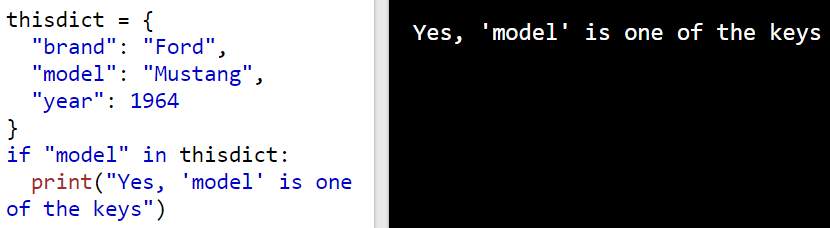 thisdict = {
  "brand": "Ford",
  "model": "Mustang",
  "year": 1964
}
if "model" in thisdict:
  print("Yes, 'model' is one
of the keys")
Yes, 'model' is one of the keys